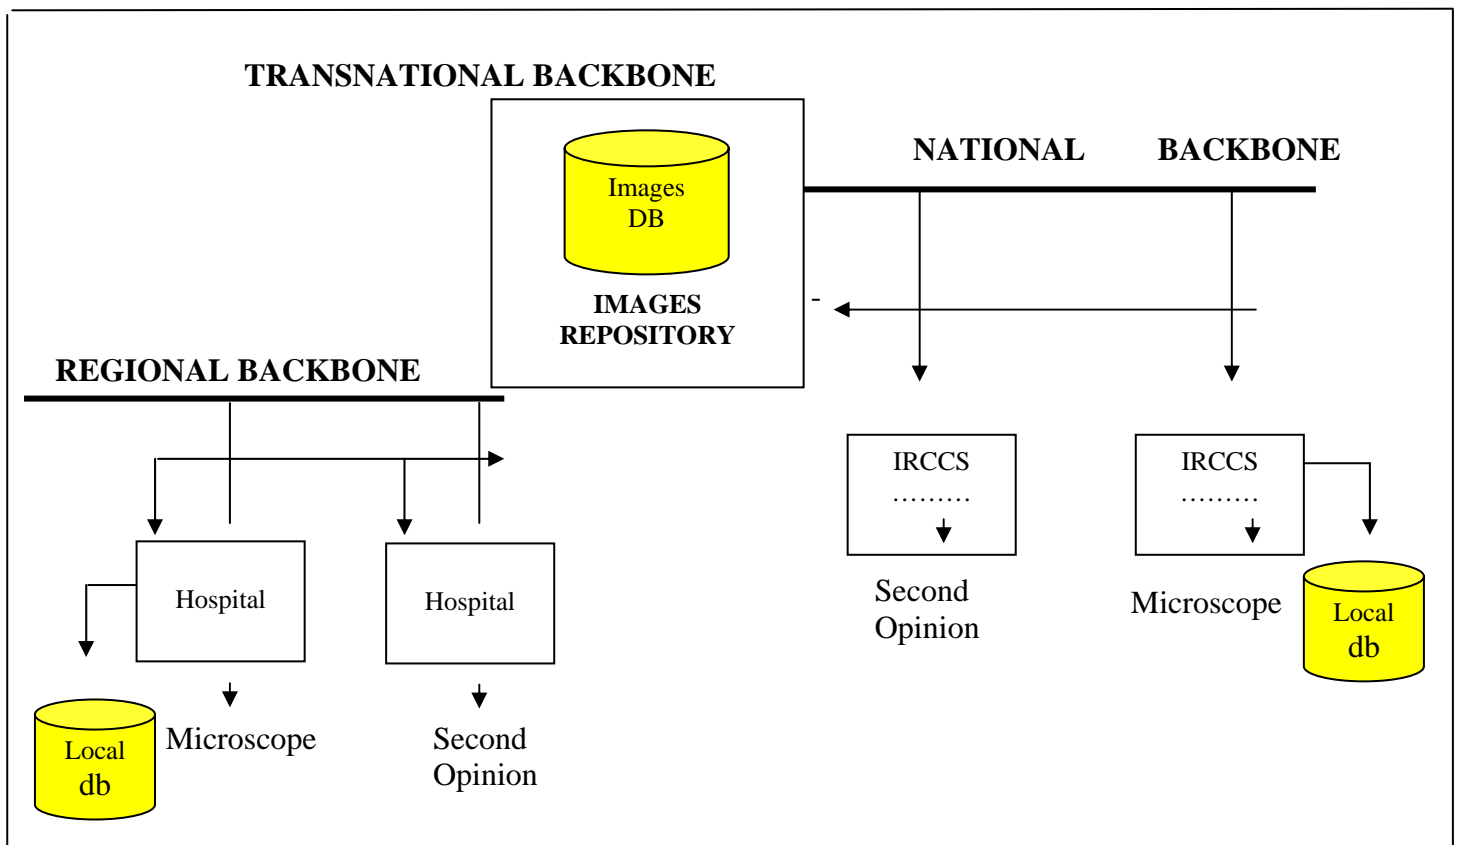 TRANSNATIONAL BACKBONE
NATIONAL BACKBONE
Images
DB
IMAGES
REPOSITORY
-
REGIONAL BACKBONE
IRCCS
………
IRCCS
………
Hospital
Hospital
Second
Opinion
Microscope
Local
db
Local
db
Microscope
Second
Opinion